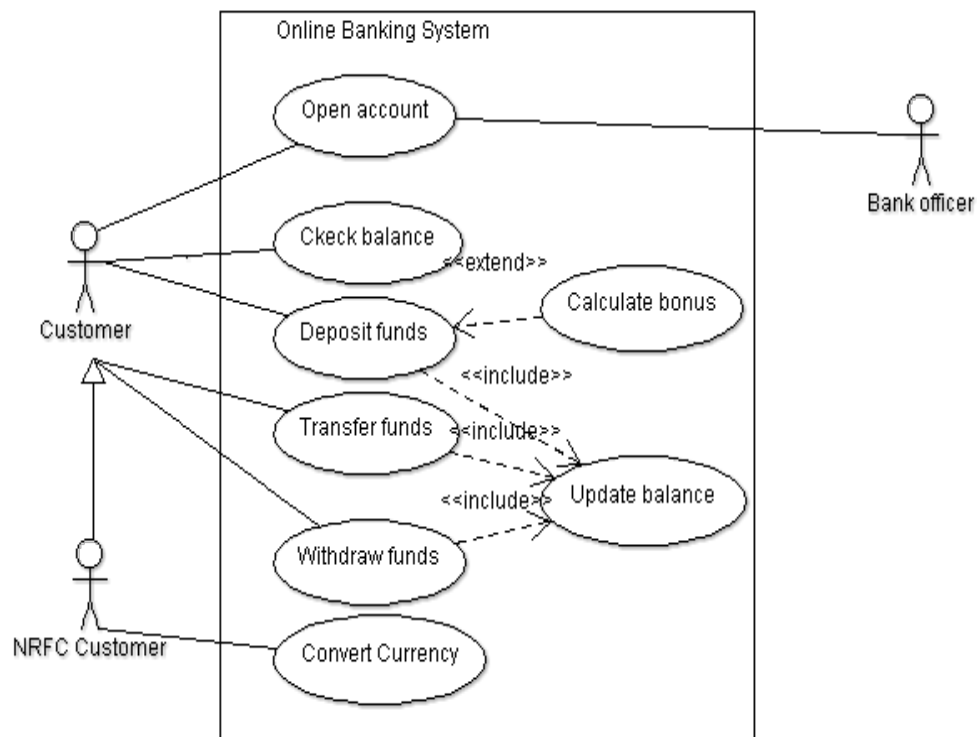 Online Banking System
Open account
Bank officer
Ckeck balance
<<extend>>
Calculate bonus
Customer
Deposit funds
<<include>>
Transfer funds
<<include>>
<<include>>
Update balance
Withdraw funds
NRFC Customer
Convert Currency